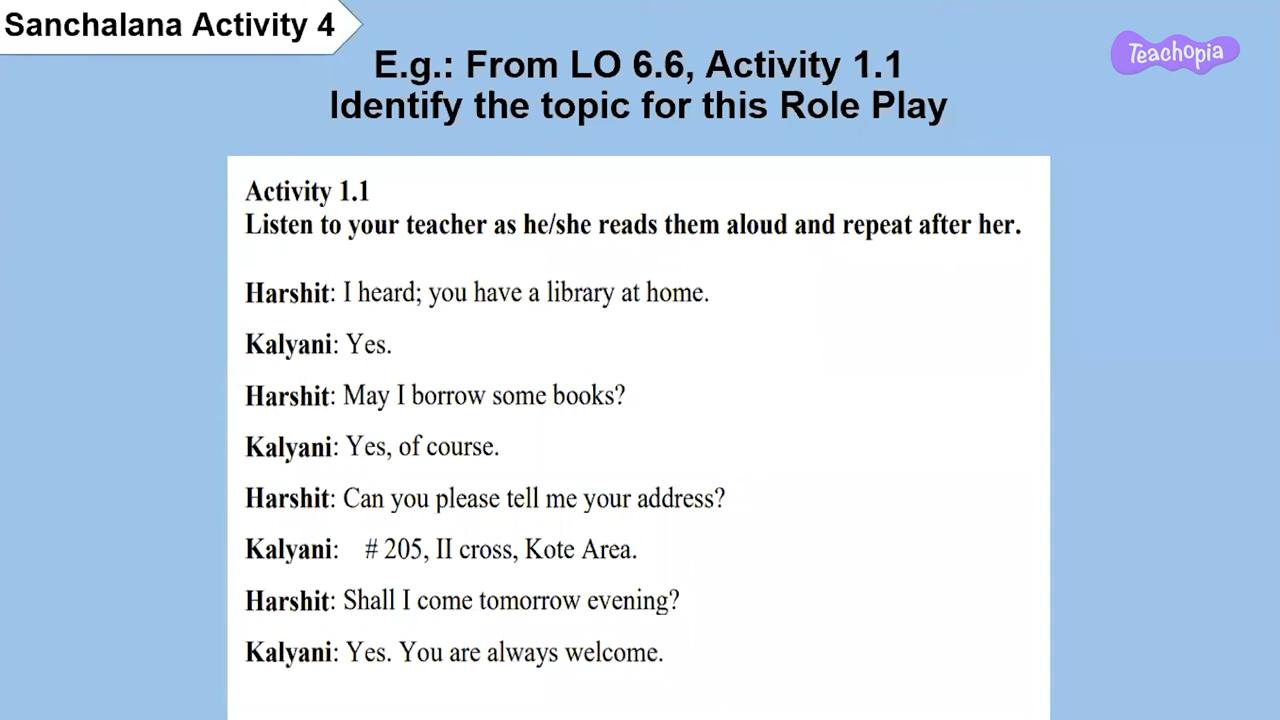 Sanchalana Activity 4
Teachopia
E.g.: From LO 6.6, Activity 1.1
Identify the topic for this Role Play
Activity 1.1
Listen to your teacher as he/she reads them aloud and repeat after her.
Harshit: I heard; you have a library at home.
Kalyani: Yes.
Harshit: May I borrow some books?
Kalyani: Yes, of course.
Harshit: Can you please tell me your address?
Kalyani: # 205, II cross, Kote Area.
Harshit: Shall I come tomorrow evening?
Kalyani: Yes. You are always welcome.